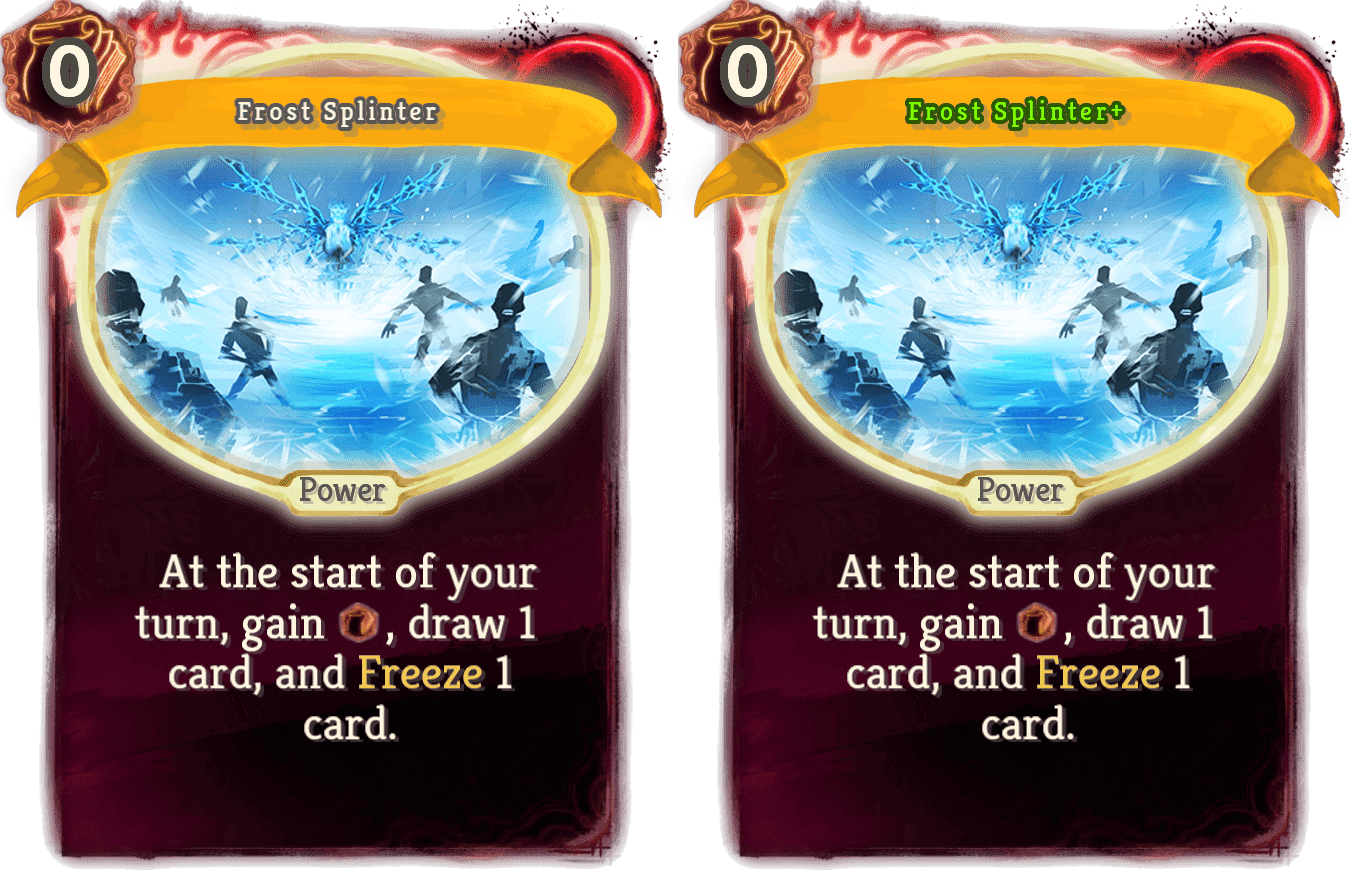 0
Frost Splinter
Power
At the start of your
turn, gain , draw 1
card, and Freeze 1
card.
0
Frost Splinter+
Power
At the start of your
turn, gain , draw 1
card, and Freeze 1
card.